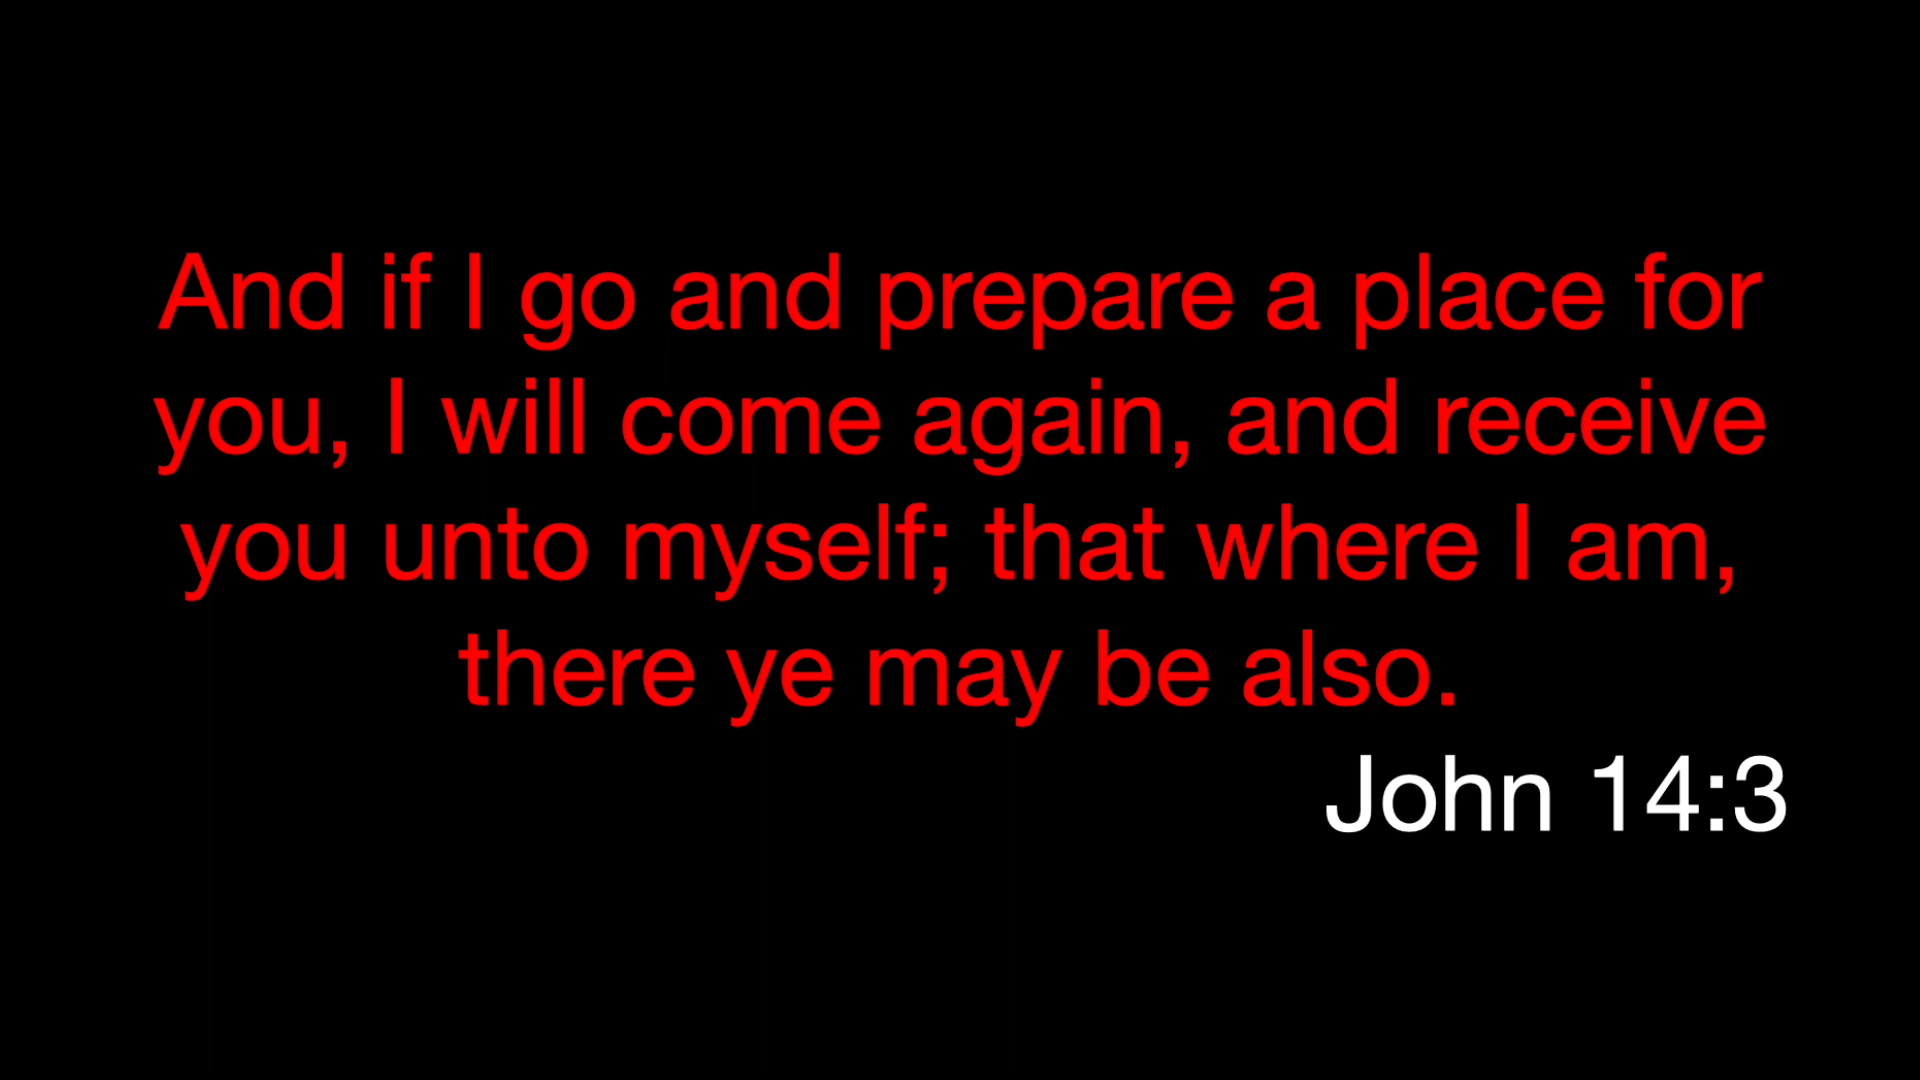 And if I go and prepare a place for
you, I will come again, and receive
you unto myself; that where I am,
there ye may be also.
John 14:3